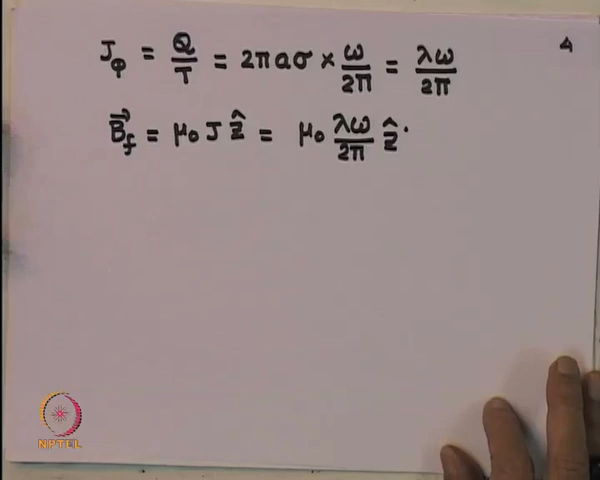 4
J_φ = Q/T = 2πaσ × ω/2π = λω/2π
B⃗_f = μ₀ J ẑ = μ₀ λω/2π ẑ.
NPTEL